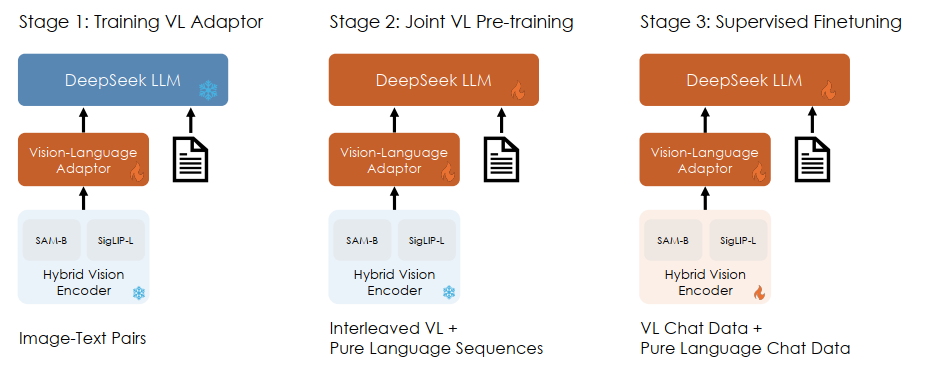 Stage 1: Training VL Adaptor
DeepSeek LLM
Vision-Language
Adaptor
SAM-B
SigLIP-L
Hybrid Vision
Encoder
Image-Text Pairs
Stage 2: Joint VL Pre-training
DeepSeek LLM
Vision-Language
Adaptor
SAM-B
SigLIP-L
Hybrid Vision
Encoder
Interleaved VL +
Pure Language Sequences
Stage 3: Supervised Finetuning
DeepSeek LLM
Vision-Language
Adaptor
SAM-B
SigLIP-L
Hybrid Vision
Encoder
VL Chat Data +
Pure Language Chat Data